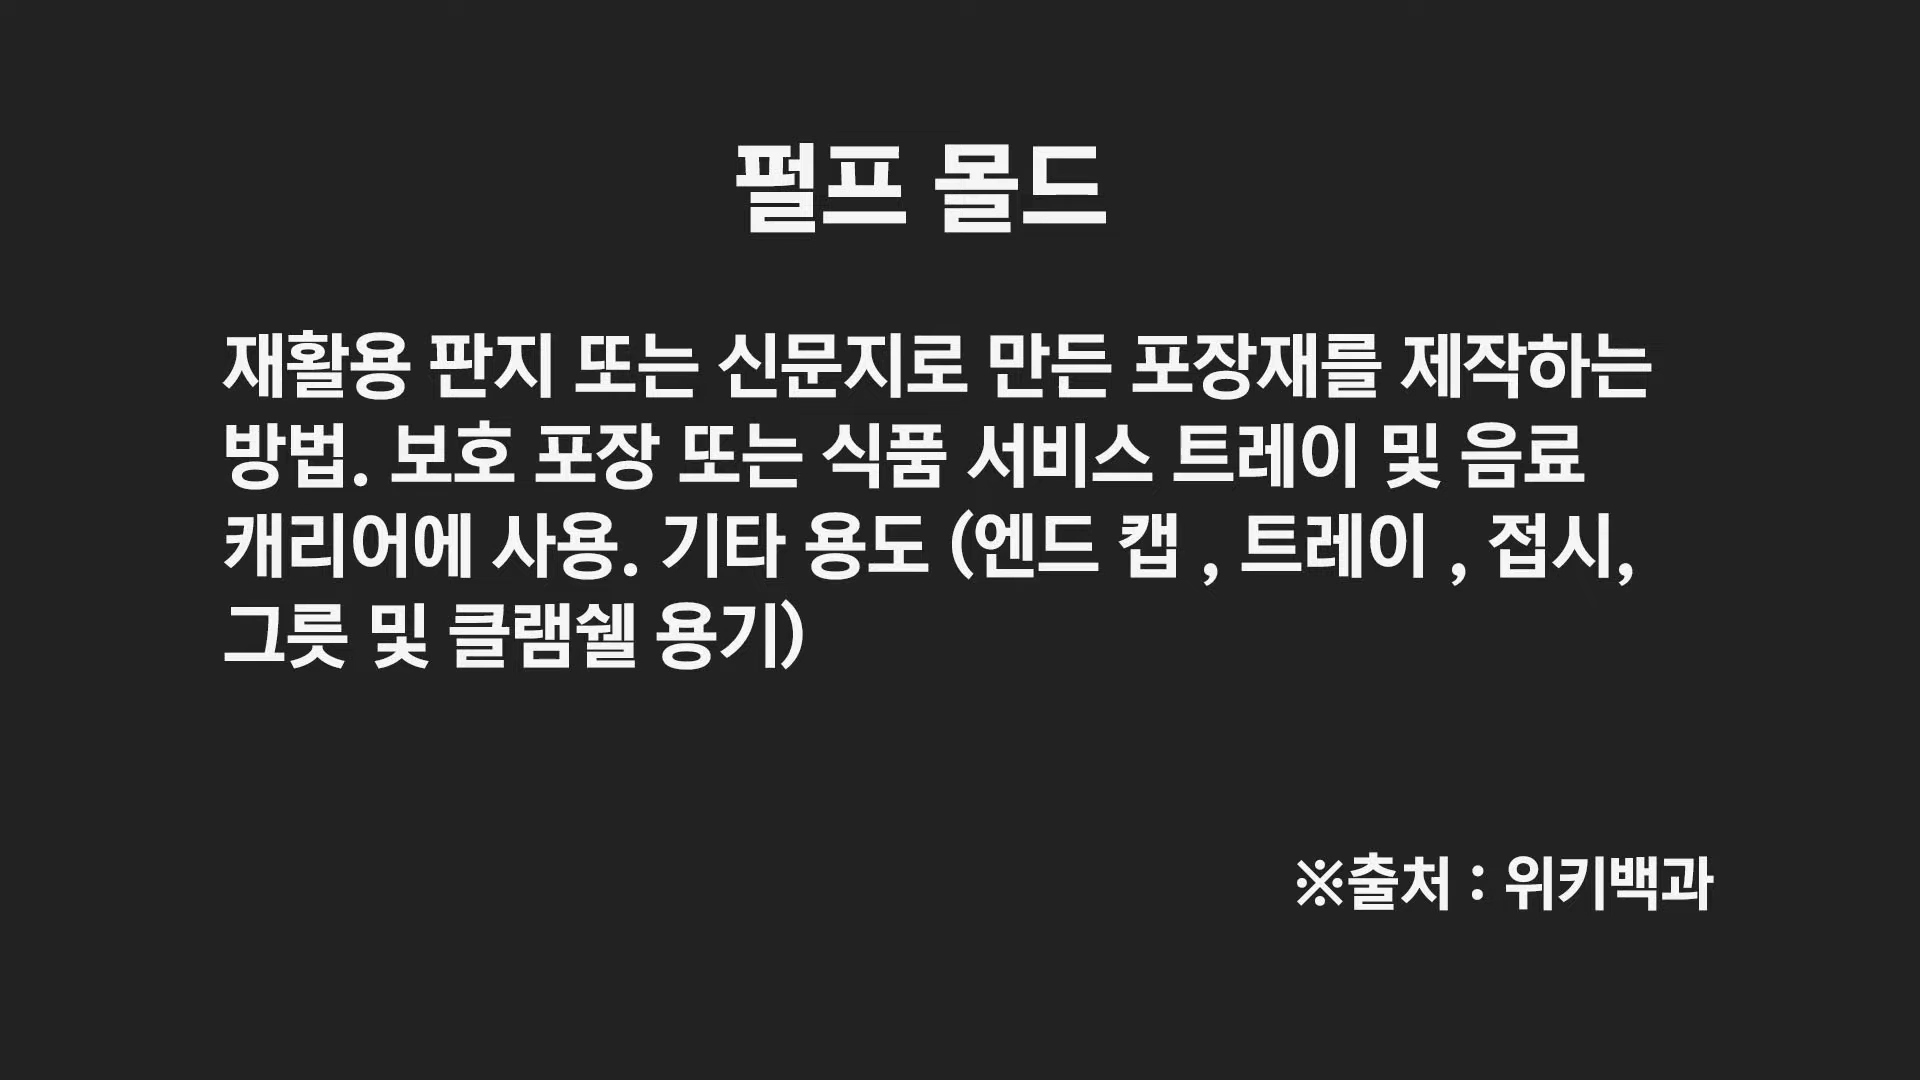 펄프 몰드
재활용 판지 또는 신문지로 만든 포장재를 제작하는
방법. 보호 포장 또는 식품 서비스 트레이 및 음료
캐리어에 사용. 기타 용도 (엔드 캡 , 트레이 , 접시,
그릇 및 클램쉘 용기)
※출처 : 위키백과